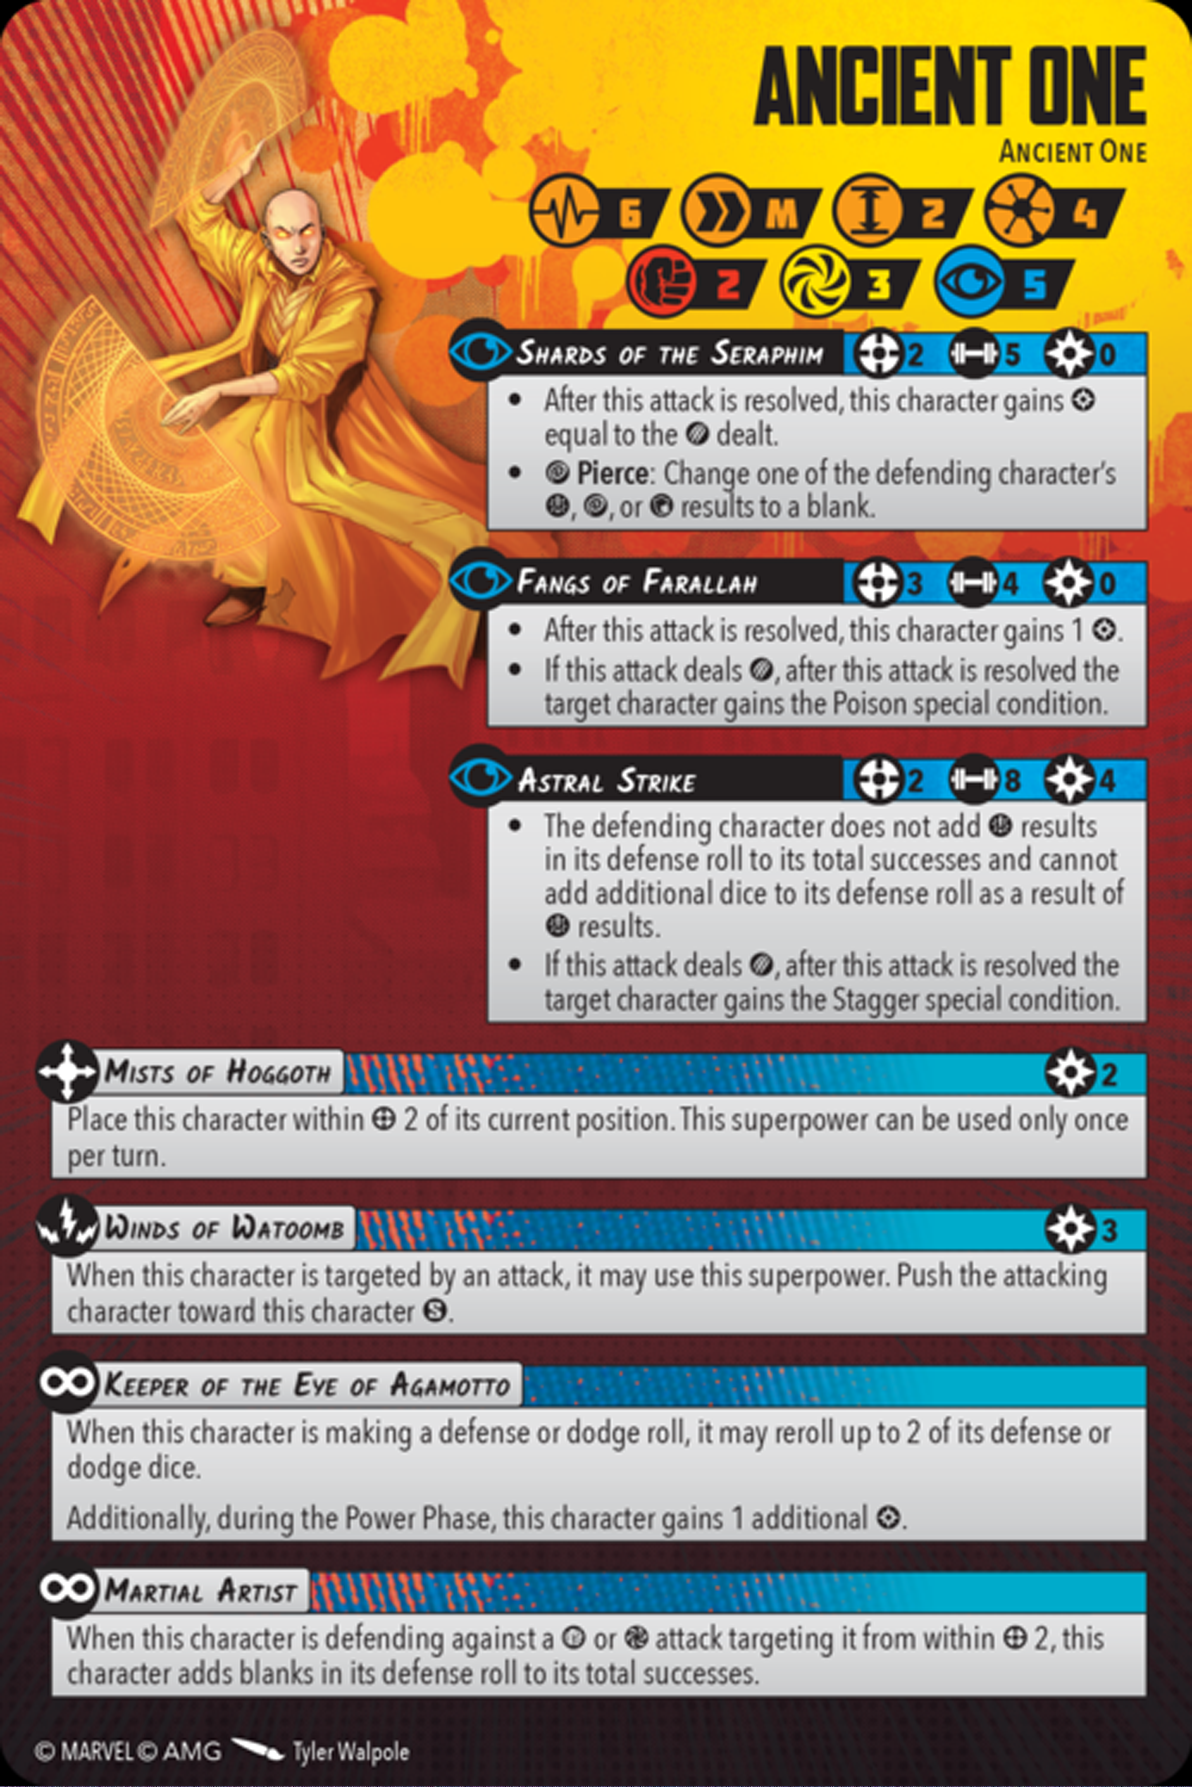 ANCIENT ONE
ANCIENT ONE
6 M 2 4
2 3 5
SHARDS OF THE SERAPHIM 2 5 0
• After this attack is resolved, this character gains
equal to the dealt.
• Pierce: Change one of the defending character's
, , or results to a blank.
FANGS OF FARALLAH 3 4 0
• After this attack is resolved, this character gains 1 .
• If this attack deals , after this attack is resolved the
target character gains the Poison special condition.
ASTRAL STRIKE 2 8 4
• The defending character does not add results
in its defense roll to its total successes and cannot
add additional dice to its defense roll as a result of
results.
• If this attack deals , after this attack is resolved the
target character gains the Stagger special condition.
MISTS OF HOGGOTH 2
Place this character within 2 of its current position. This superpower can be used only once
per turn.
WINDS OF WATOOMB 3
When this character is targeted by an attack, it may use this superpower. Push the attacking
character toward this character S.
KEEPER OF THE EYE OF AGAMOTTO
When this character is making a defense or dodge roll, it may reroll up to 2 of its defense or
dodge dice.
Additionally, during the Power Phase, this character gains 1 additional .
MARTIAL ARTIST
When this character is defending against a or attack targeting it from within 2, this
character adds blanks in its defense roll to its total successes.
© MARVEL © AMG Tyler Walpole